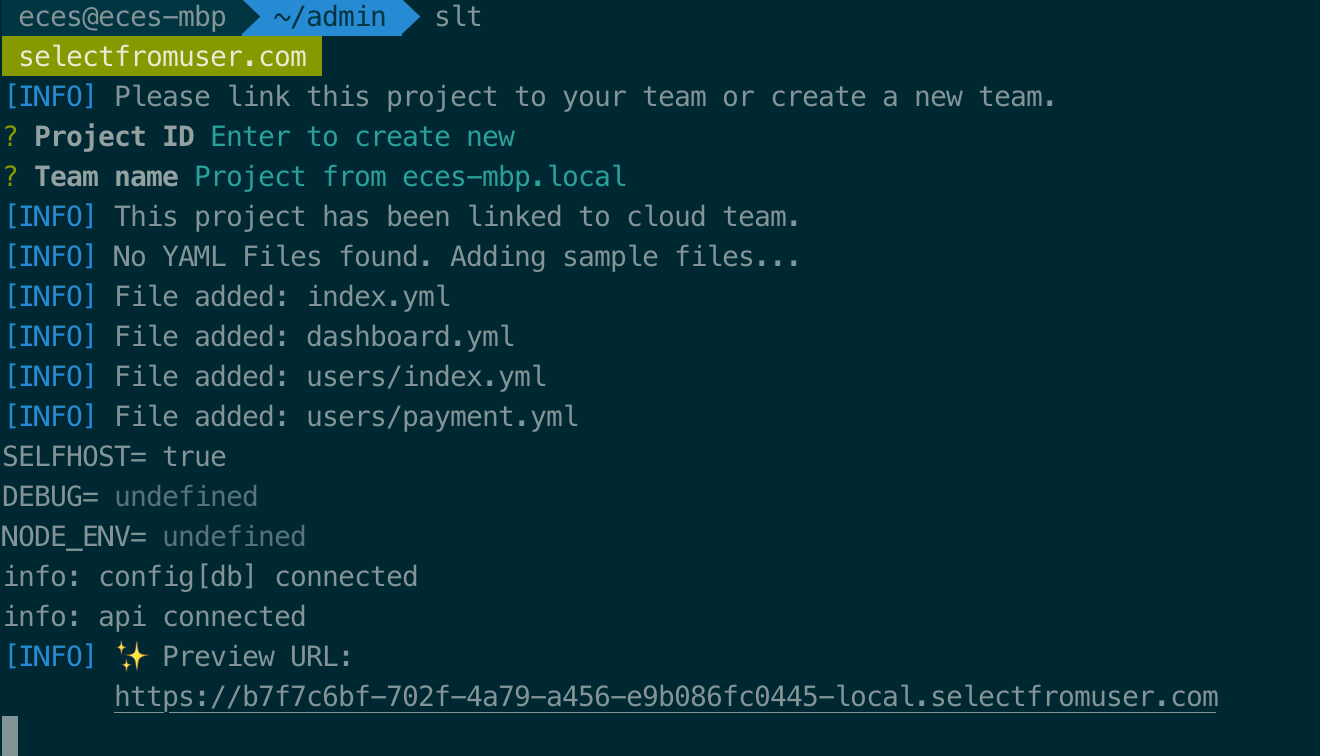 eces@eces-mbp ~/admin slt
selectfromuser.com
[INFO] Please link this project to your team or create a new team.
? Project ID Enter to create new
? Team name Project from eces-mbp.local
[INFO] This project has been linked to cloud team.
[INFO] No YAML Files found. Adding sample files...
[INFO] File added: index.yml
[INFO] File added: dashboard.yml
[INFO] File added: users/index.yml
[INFO] File added: users/payment.yml
SELFHOST= true
DEBUG= undefined
NODE_ENV= undefined
info: config[db] connected
info: api connected
[INFO] ✨ Preview URL:
https://b7f7c6bf-702f-4a79-a456-e9b086fc0445-local.selectfromuser.com